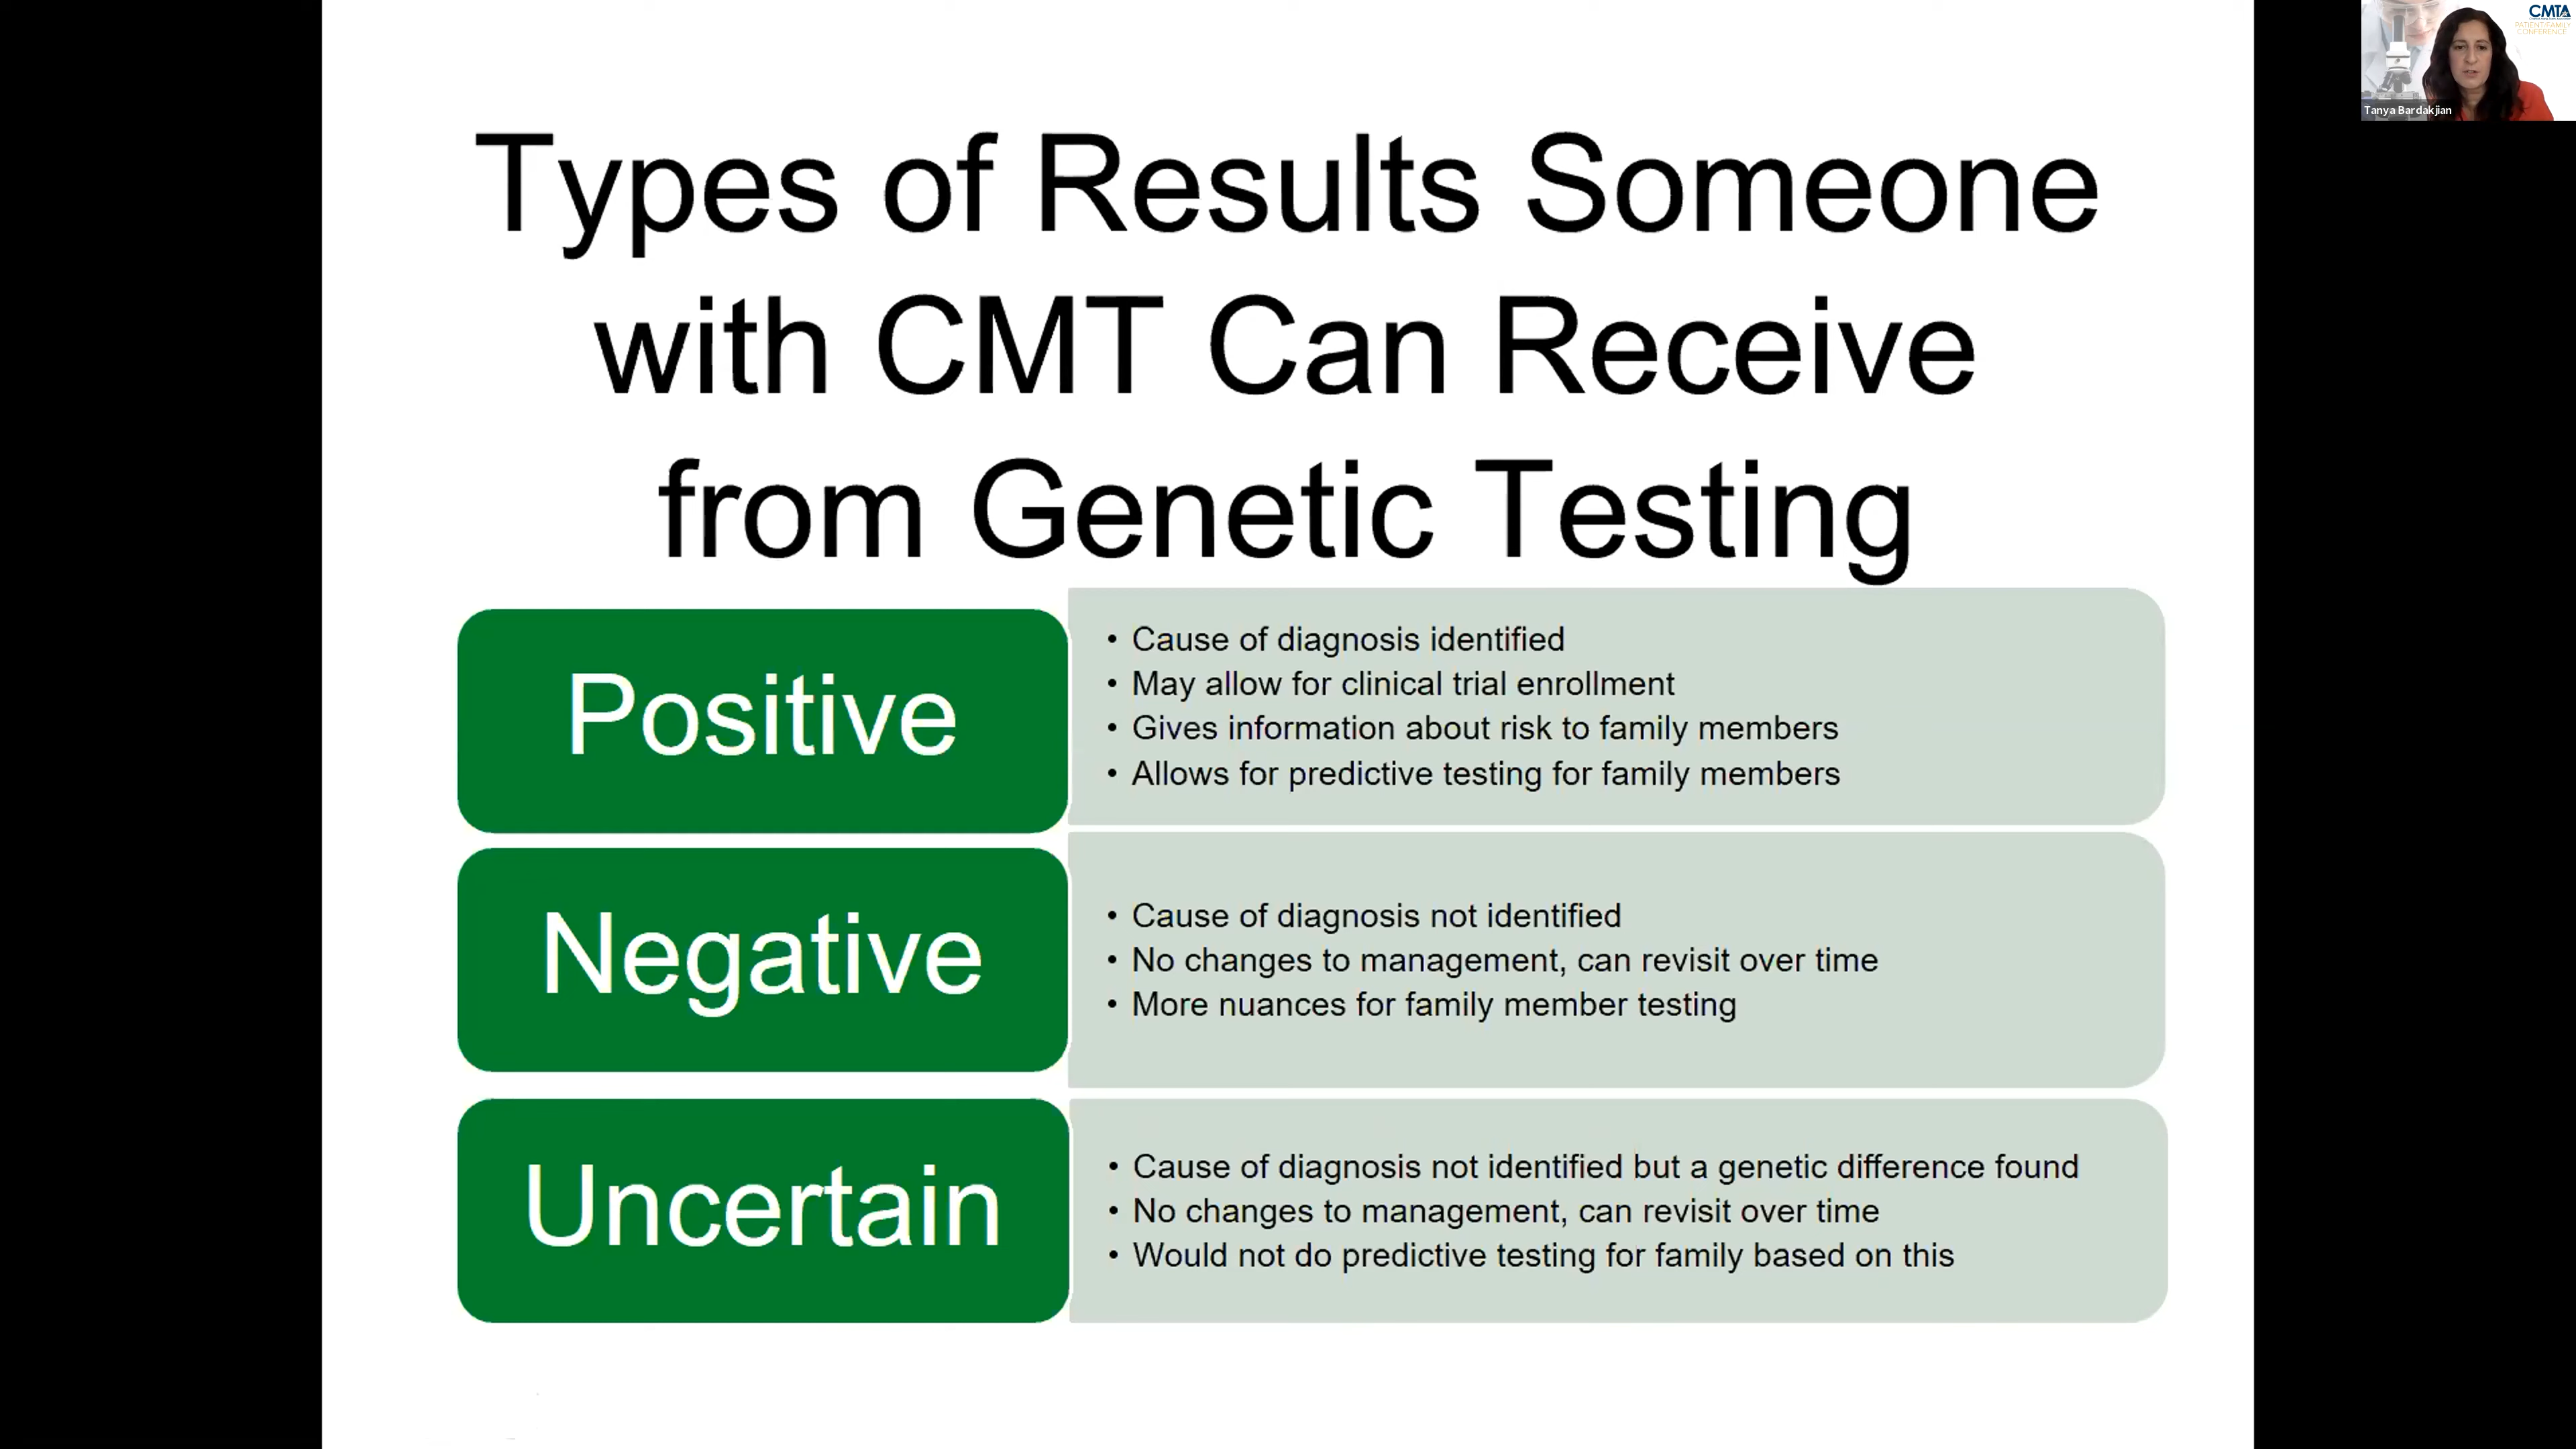 CMTA
PATIENT-FAMILY
CONFERENCE
Tanya Bardakjian
Types of Results Someone
with CMT Can Receive
from Genetic Testing
Positive
• Cause of diagnosis identified
• May allow for clinical trial enrollment
• Gives information about risk to family members
• Allows for predictive testing for family members
Negative
• Cause of diagnosis not identified
• No changes to management, can revisit over time
• More nuances for family member testing
Uncertain
• Cause of diagnosis not identified but a genetic difference found
• No changes to management, can revisit over time
• Would not do predictive testing for family based on this